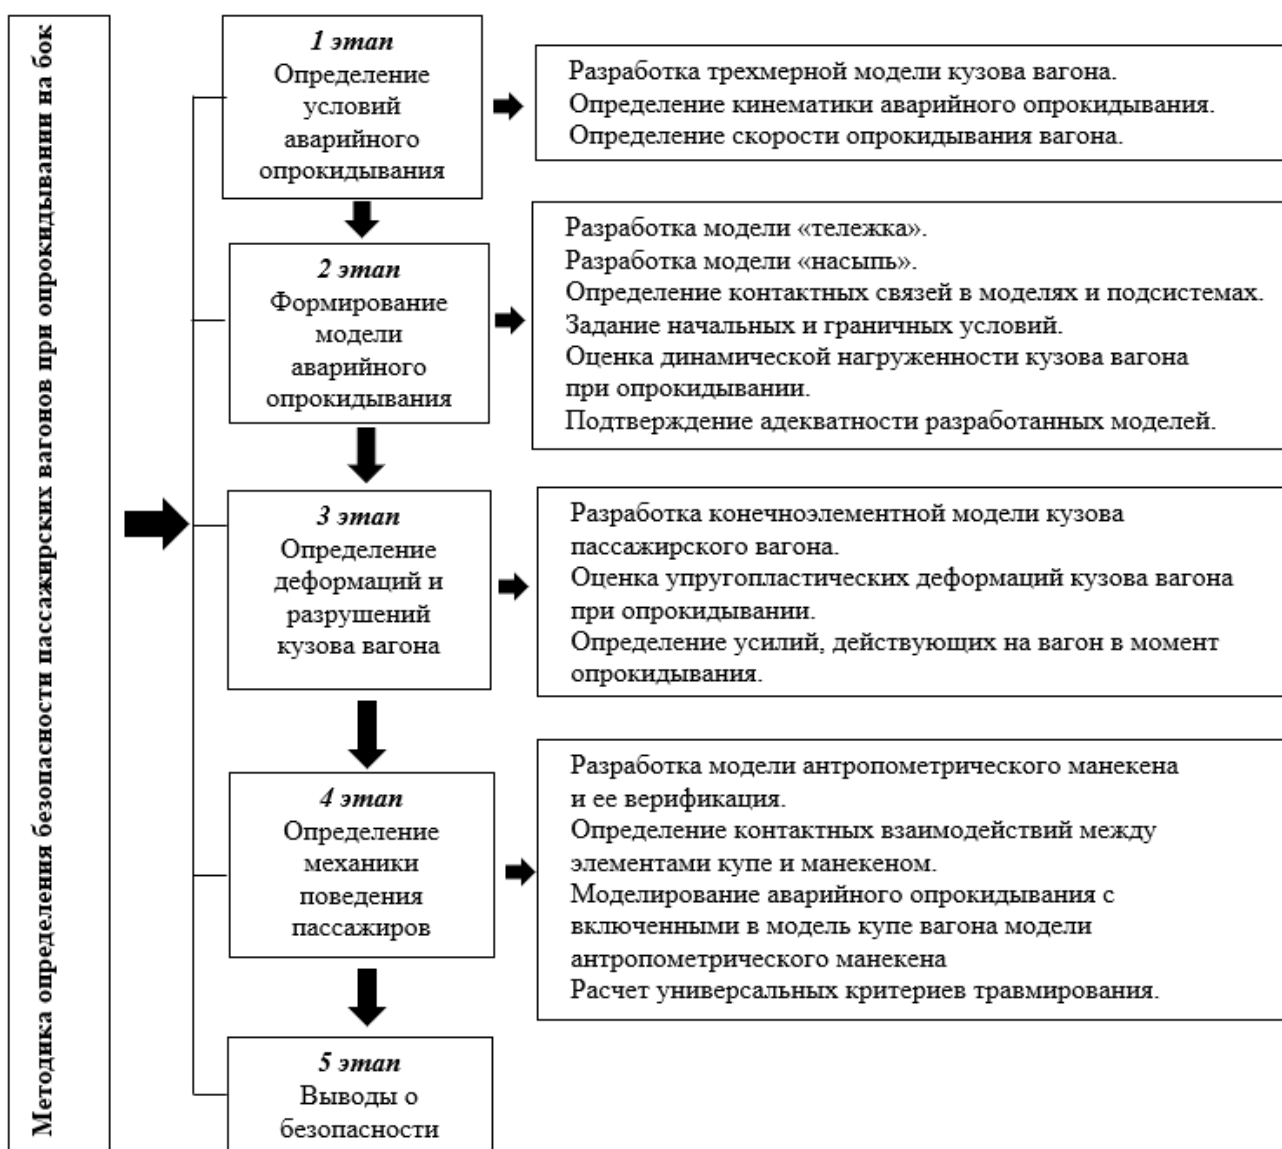 Методика определения безопасности пассажирских вагонов при опрокидывании на бок
1 этап
Определение
условий
аварийного
опрокидывания
Разработка трехмерной модели кузова вагона.
Определение кинематики аварийного опрокидывания.
Определение скорости опрокидывания вагона.
2 этап
Формирование
модели
аварийного
опрокидывания
Разработка модели «тележка».
Разработка модели «насыпь».
Определение контактных связей в моделях и подсистемах.
Задание начальных и граничных условий.
Оценка динамической нагруженности кузова вагона
при опрокидывании.
Подтверждение адекватности разработанных моделей.
3 этап
Определение
деформаций и
разрушений
кузова вагона
Разработка конечноэлементной модели кузова
пассажирского вагона.
Оценка упругопластических деформаций кузова вагона
при опрокидывании.
Определение усилий, действующих на вагон в момент
опрокидывания.
4 этап
Определение
механики
поведения
пассажиров
Разработка модели антропометрического манекена
и ее верификация.
Определение контактных взаимодействий между
элементами купе и манекеном.
Моделирование аварийного опрокидывания с
включенными в модель купе вагона модели
антропометрического манекена
Расчет универсальных критериев травмирования.
5 этап
Выводы о
безопасности